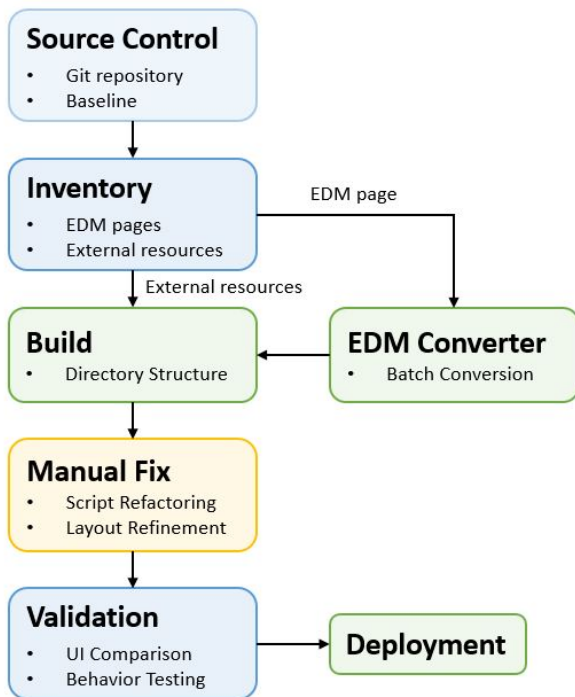 Source Control
• Git repository
• Baseline
Inventory
• EDM pages
• External resources
EDM page
External resources
Build
• Directory Structure
EDM Converter
• Batch Conversion
Manual Fix
• Script Refactoring
• Layout Refinement
Validation
• UI Comparison
• Behavior Testing
Deployment